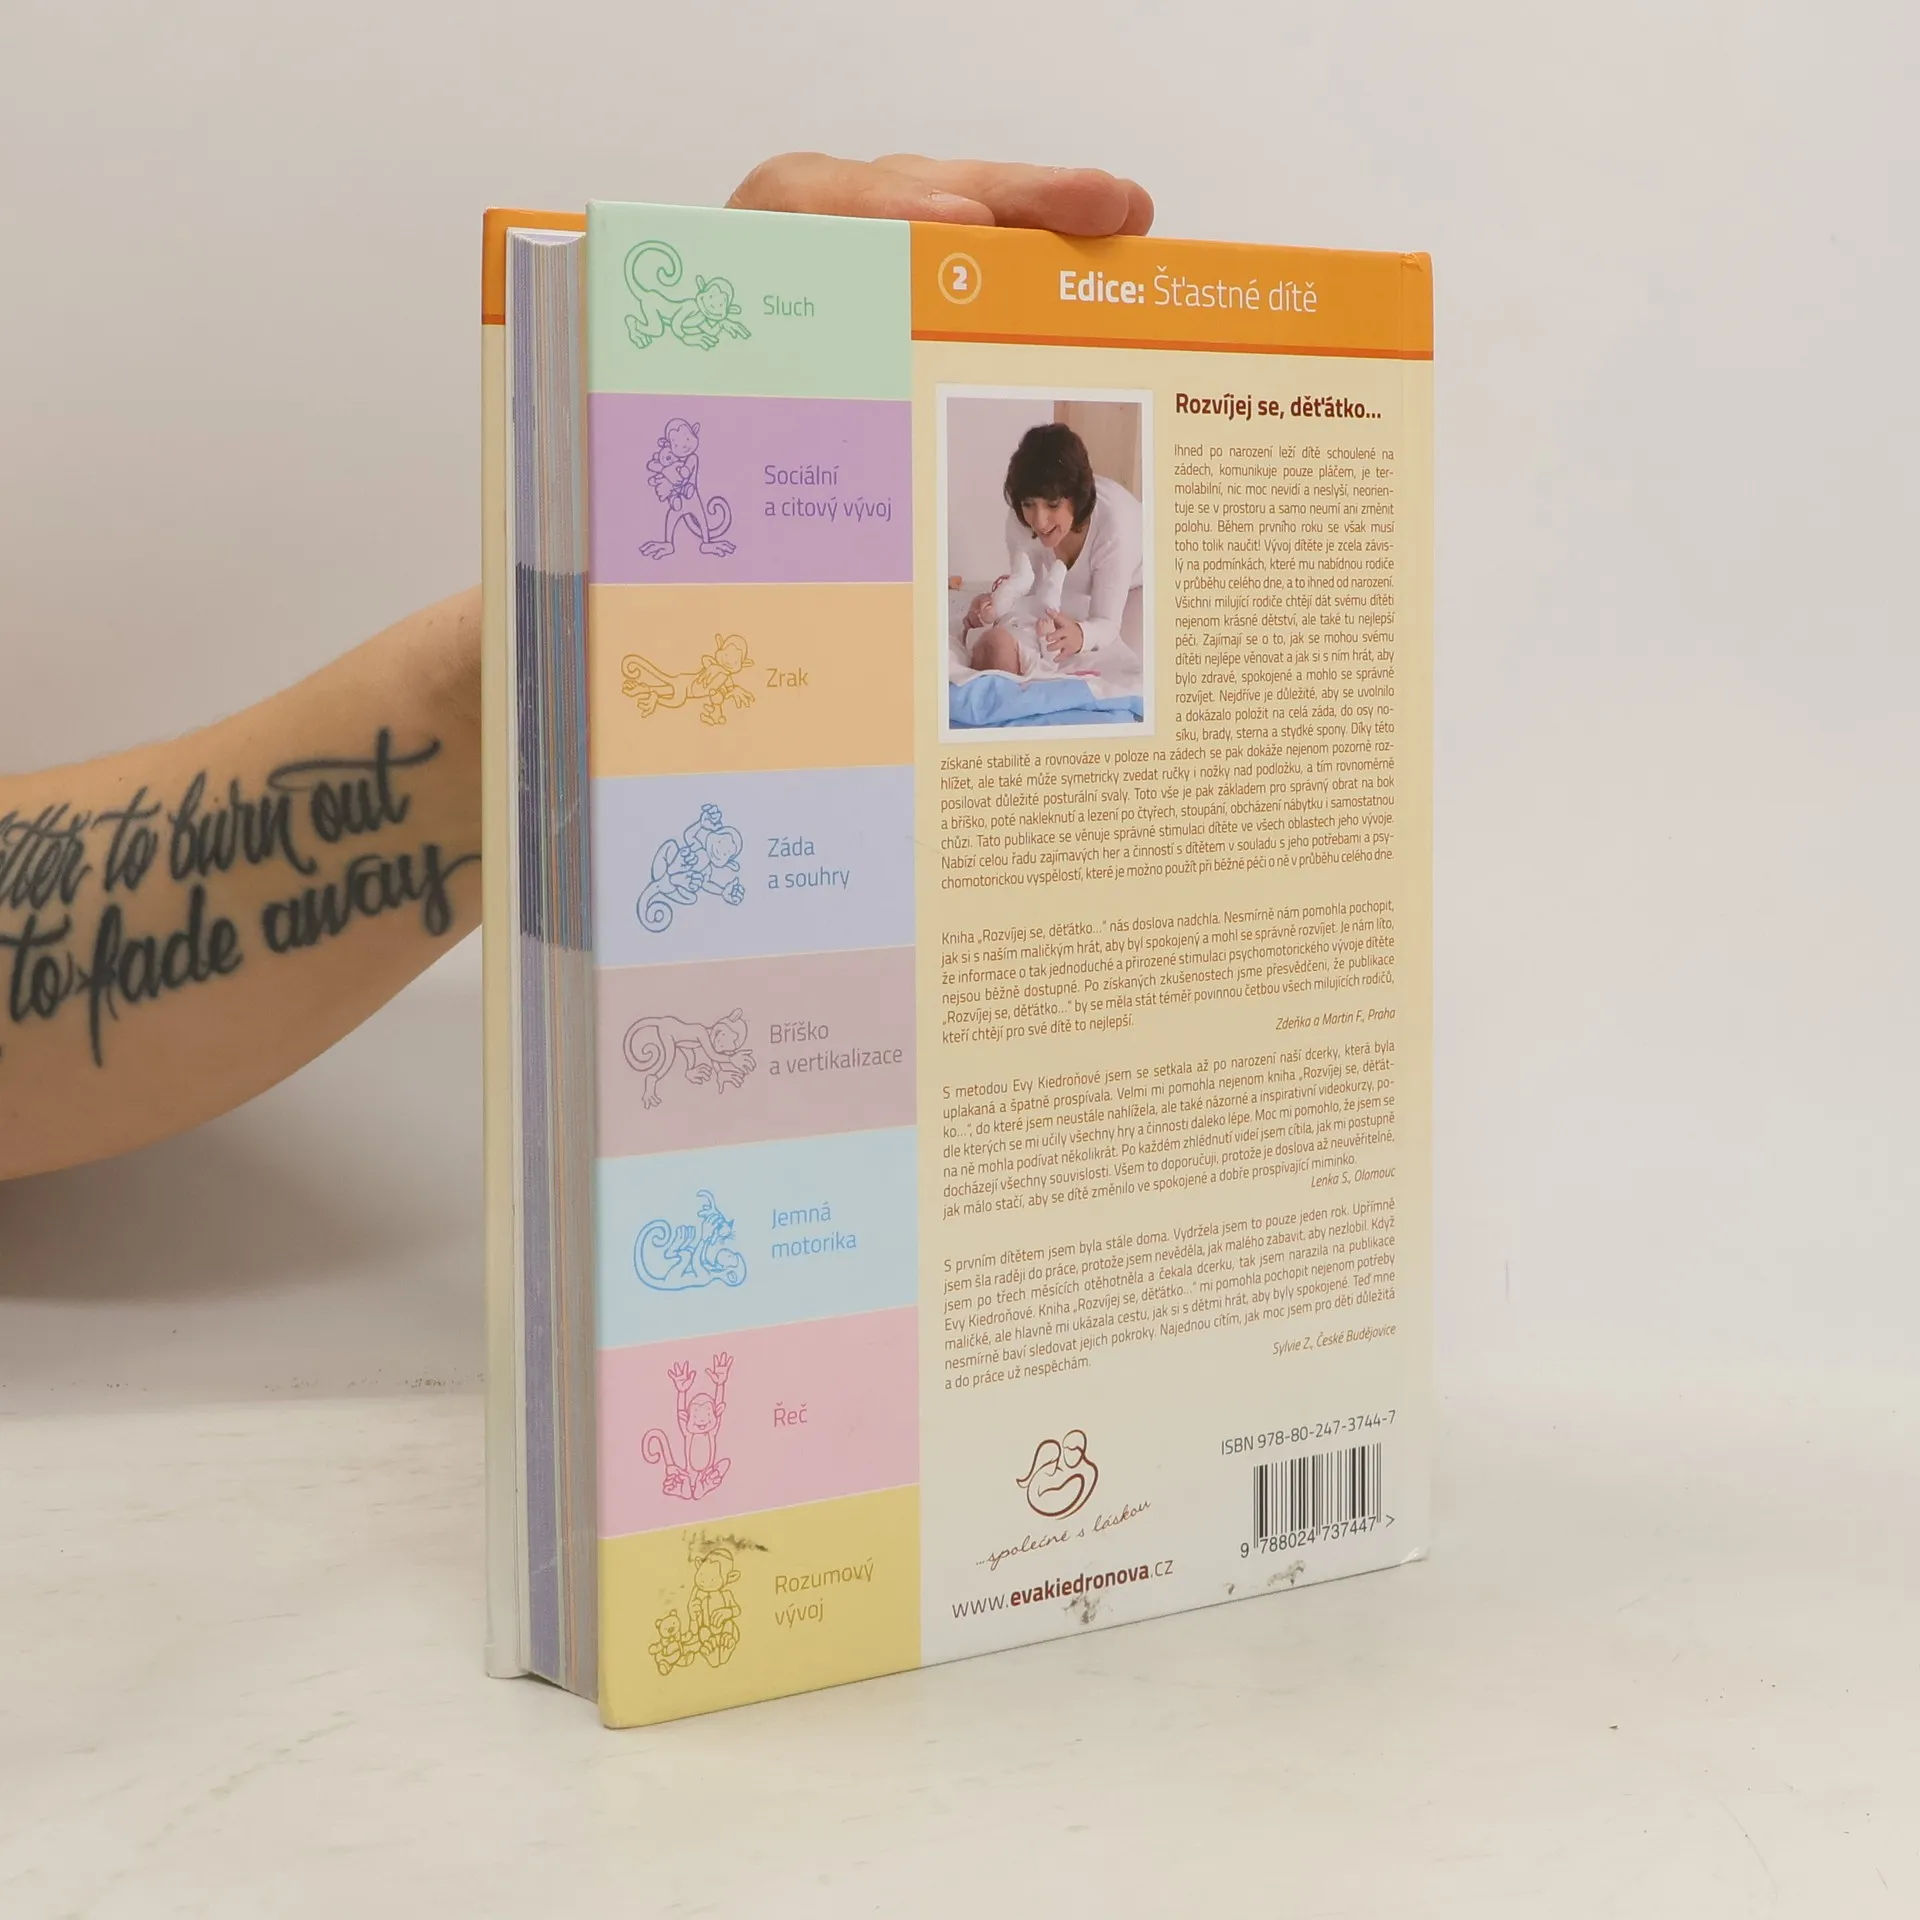 etter to burn out
to fade away
Sluch
Sociální
a citový vývoj
Zrak
Záda
a souhry
Bříško
a vertikalizace
Jemná
motorika
Řeč
Rozumový
vývoj
2
Edice: Šťastné dítě
Rozvíjej se, děťátko...
Ihned po narození leží dítě schoulené na
zádech, komunikuje pouze pláčem, je ter-
molabilní, nic moc nevidí a neslyší, neorien-
tuje se v prostoru a samo neumí ani změnit
polohu. Během prvního roku se však musí
toho tolik naučit! Vývoj dítěte je zcela závis-
lý na podmínkách, které mu nabídnou rodiče
v průběhu celého dne, a to ihned od narození.
Všichni milující rodiče chtějí dát svému dítěti
nejenom krásné dětství, ale také tu nejlepší
péči. Zajímají se o to, jak se mohou svému
dítěti nejlépe věnovat a jak si s ním hrát, aby
bylo zdravé, spokojené a mohlo se správně
rozvíjet. Nejdříve je důležité, aby se uvolnilo
a dokázalo položit na celá záda, do osy no-
síku, brady, sterna a stydké spony. Díky této
získané stabilitě a rovnováze v poloze na zádech se pak dokáže nejenom pozorně roz-
hlížet, ale také může symetricky zvedat ručky i nožky nad podložku, a tím rovnoměrně
posilovat důležité posturální svaly. Toto vše je pak základem pro správný obrat na bok
a bříško, poté nakleknutí a lezení po čtyřech, stoupání, obcházení nábytku i samostatnou
chůzi. Tato publikace se věnuje správné stimulaci dítěte ve všech oblastech jeho vývoje.
Nabízí celou řadu zajímavých her a činností s dítětem v souladu s jeho potřebami a psy-
chomotorickou vyspělostí, které je možno použít při běžné péči o ně v průběhu celého dne.
Kniha „Rozvíjej se, děťátko...“ nás doslova nadchla. Nesmírně nám pomohla pochopit,
jak si s naším maličkým hrát, aby byl spokojený a mohl se správně rozvíjet. Je nám líto,
že informace o tak jednoduché a přirozené stimulaci psychomotorického vývoje dítěte
nejsou běžně dostupné. Po získaných zkušenostech jsme přesvědčeni, že publikace
„Rozvíjej se, děťátko...“ by se měla stát téměř povinnou četbou všech milujících rodičů,
kteří chtějí pro své dítě to nejlepší.
Zdeňka a Martin F., Praha
S metodou Evy Kiedroňové jsem se setkala až po narození naší dcerky, která byla
uplakaná a špatně prospívala. Velmi mi pomohla nejenom kniha „Rozvíjej se, děťát-
ko...“, do které jsem neustále nahlížela, ale také názorné a inspirativní videokurzy, po-
dle kterých se mi učily všechny hry a činnosti daleko lépe. Moc mi pomohlo, že jsem se
na ně mohla podívat několikrát. Po každém zhlédnutí videí jsem cítila, jak mi postupně
docházejí všechny souvislosti. Všem to doporučuji, protože je doslova až neuvěřitelné,
jak málo stačí, aby se dítě změnilo ve spokojené a dobře prospívající miminko.
Lenka S., Olomouc
S prvním dítětem jsem byla stále doma. Vydržela jsem to pouze jeden rok. Upřímně
jsem šla raději do práce, protože jsem nevěděla, jak malého zabavit, aby nezlobil. Když
jsem po třech měsících otěhotněla a čekala dcerku, tak jsem narazila na publikace
Evy Kiedroňové. Kniha „Rozvíjej se, děťátko...“ mi pomohla pochopit nejenom potřeby
maličké, ale hlavně mi ukázala cestu, jak si s dětmi hrát, aby byly spokojené. Teď mne
nesmírně baví sledovat jejich pokroky. Najednou cítím, jak moc jsem pro děti důležitá
a do práce už nespěchám.
Sylvie Z., České Budějovice
...společně s láskou
www.evakiedronova.cz
ISBN 978-80-247-3744-7
9 788024 737447 >